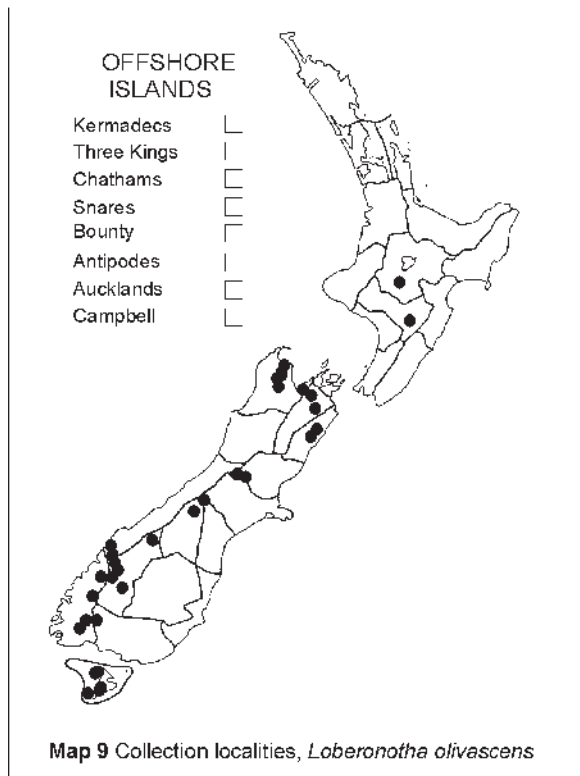 OFFSHORE
ISLANDS
Kermadecs
Three Kings
Chathams
Snares
Bounty
Antipodes
Aucklands
Campbell
Map 9 Collection localities, Loberonotha olivascens